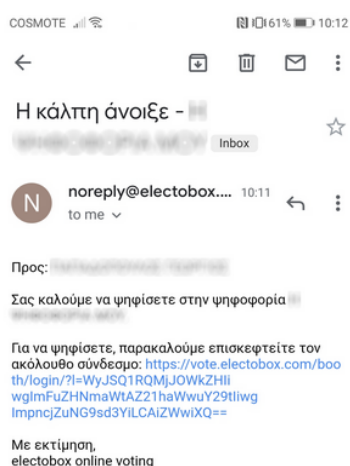 COSMOTE 61% 10:12
Η κάλπη άνοιξε -
Inbox
N
noreply@electobox.... 10:11
to me
Προς:
Σας καλούμε να ψηφίσετε στην ψηφοφορία
Για να ψηφίσετε, παρακαλούμε επισκεφτείτε τον
ακόλουθο σύνδεσμο: https://vote.electobox.com/boo
th/login/?l=WyJSQ1RQMjJOWkZHIi
wgImFuZHNmaWtAZ21haWwuY29tIiwg
ImpncjZuNG9sd3YiLCAiZWwiXQ==
Με εκτίμηση,
electobox online voting